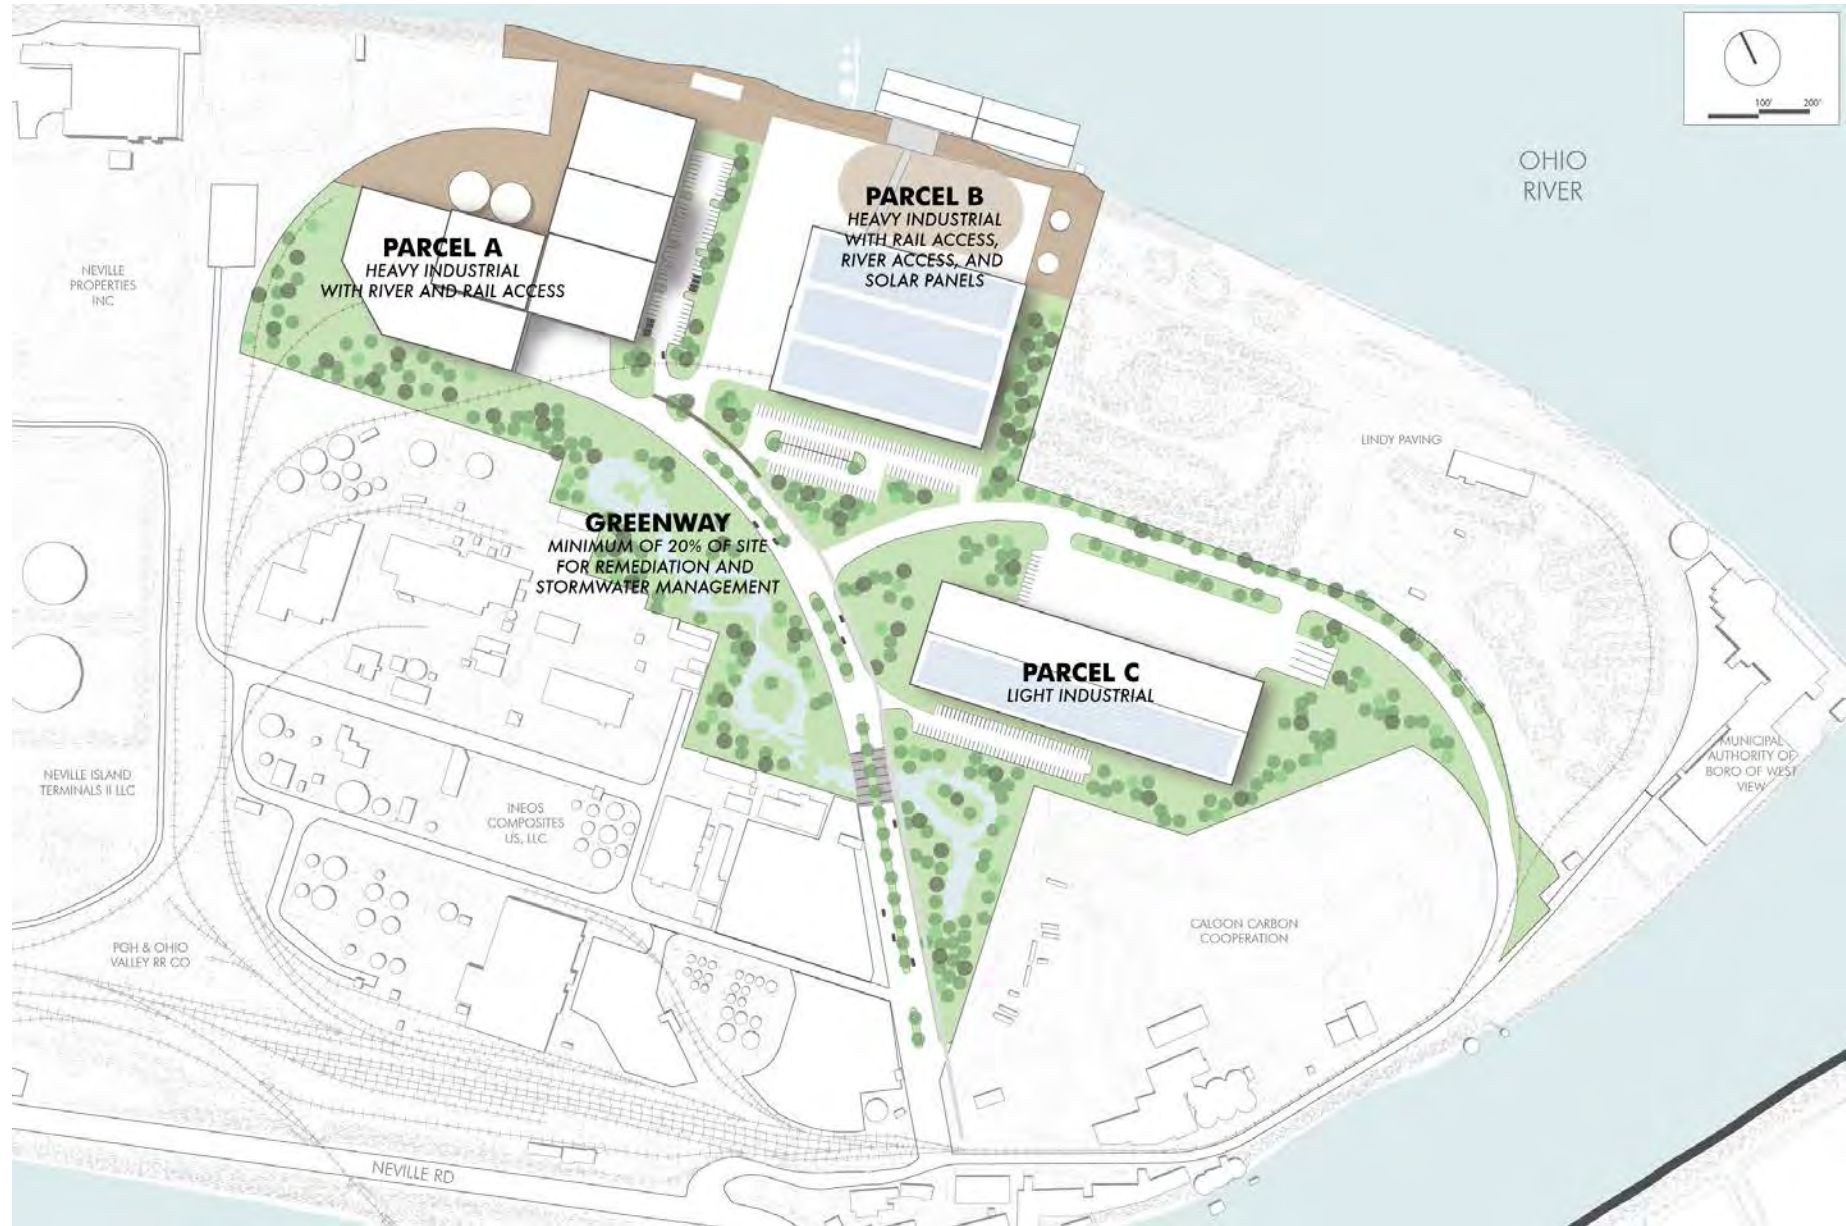 100' 200'
OHIO
RIVER
PARCEL B
HEAVY INDUSTRIAL
WITH RAIL ACCESS,
RIVER ACCESS, AND
SOLAR PANELS
PARCEL A
HEAVY INDUSTRIAL
WITH RIVER AND RAIL ACCESS
NEVILLE
PROPERTIES
INC
LINDY PAVING
GREENWAY
MINIMUM OF 20% OF SITE
FOR REMEDIATION AND
STORMWATER MANAGEMENT
PARCEL C
LIGHT INDUSTRIAL
MUNICIPAL
AUTHORITY OF
BORO OF WEST
VIEW
NEVILLE ISLAND
TERMINALS II LLC
INEOS
COMPOSITES
US, LLC
CALGON CARBON
COOPERATION
PGH & OHIO
VALLEY RR CO
NEVILLE RD